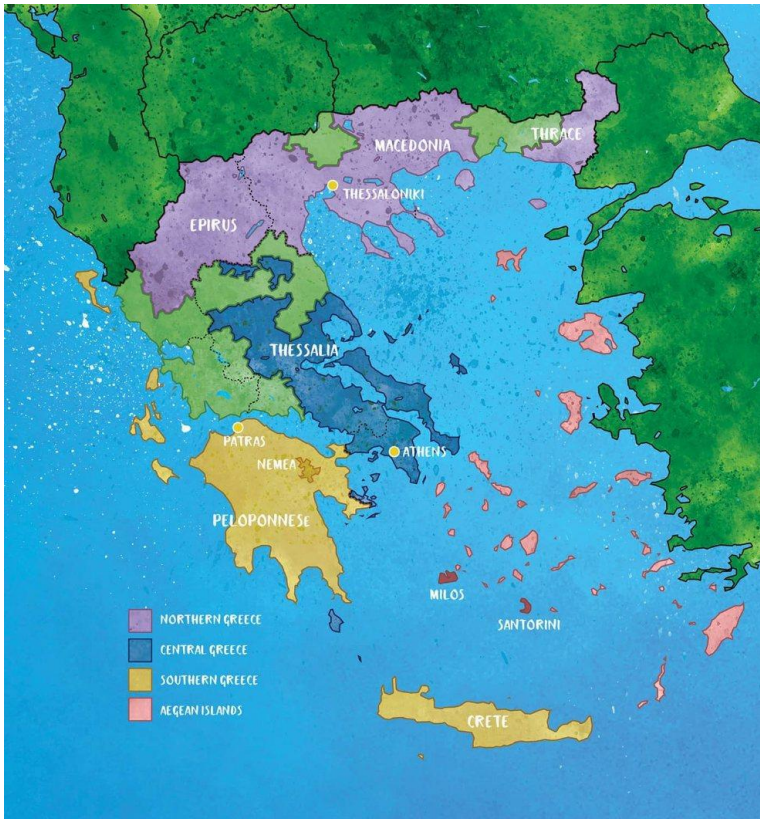 THRACE
MACEDONIA
THESSALONIKI
EPIRUS
THESSALIA
PATRAS
ATHENS
NEMEA
PELOPONNESE
MILOS
SANTORINI
NORTHERN GREECE
CENTRAL GREECE
SOUTHERN GREECE
AEGEAN ISLANDS
CRETE